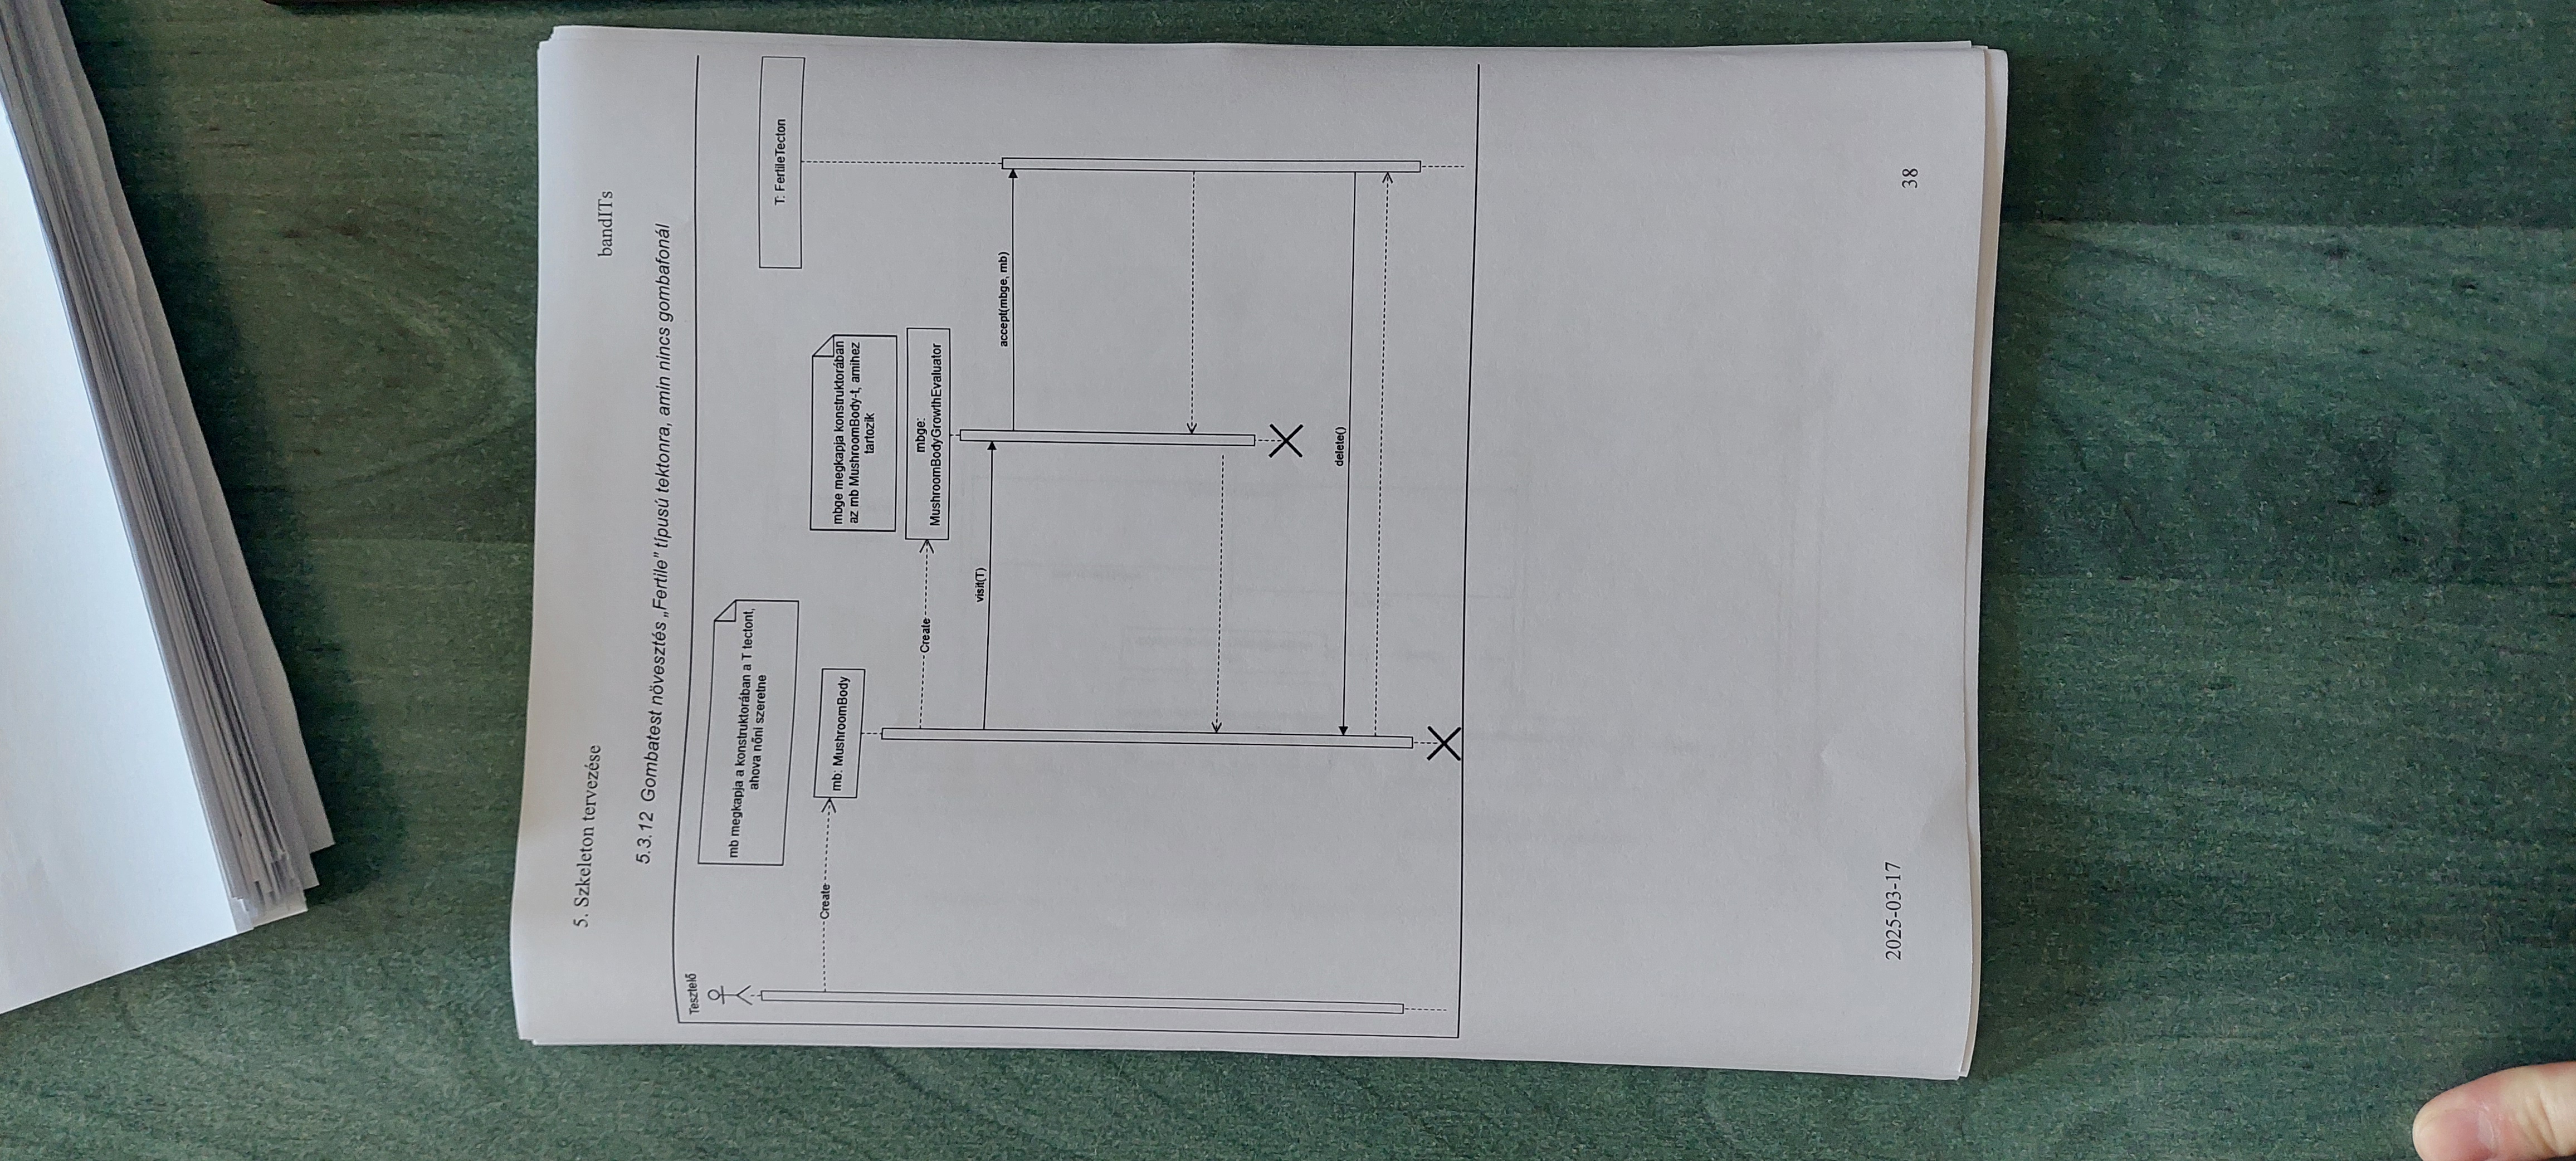 5. Szkeleton tervezése
bandITs
5.3.12 Gombatest növesztés „Fertile” típusú tektonra, amin nincs gombafonál
Tesztelő
mb megkapja a konstruktorában a T tectont,
ahova nőni szeretne
T: FertileTecton
Create
mb: MushroomBody
mbge megkapja konstruktorában
az mb MushroomBody-t, amihez
tartozik
Create
mbge:
MushroomBodyGrowthEvaluator
visit(T)
accept(mbge, mb)
delete()
2025-03-17
38